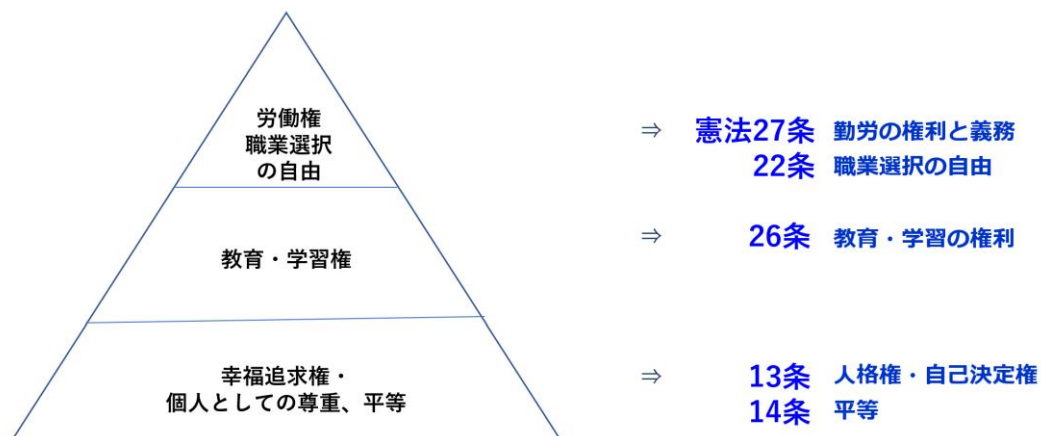 労働権
職業選択
の自由
⇒ 憲法27条 勤労の権利と義務
22条 職業選択の自由
教育・学習権
⇒ 26条 教育・学習の権利
幸福追求権・
個人としての尊重、平等
⇒ 13条 人格権・自己決定権
14条 平等